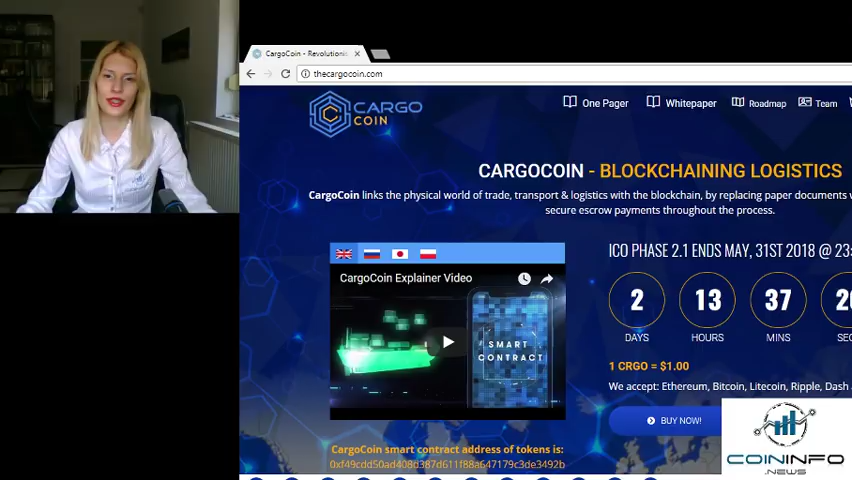 CargoCoin - Revolutioni
thecargocoin.com
CARGO
COIN
One Pager
Whitepaper
Roadmap
Team
CARGOCOIN - BLOCKCHAINING LOGISTICS
CargoCoin links the physical world of trade, transport & logistics with the blockchain, by replacing paper documents
secure escrow payments throughout the process.
CargoCoin Explainer Video
SMART
CONTRACT
ICO PHASE 2.1 ENDS MAY, 31ST 2018 @ 23
2
13
37
DAYS
HOURS
MINS
1 CRGO = $1.00
We accept: Ethereum, Bitcoin, Litecoin, Ripple, Dash
BUY NOW!
CargoCoin smart contract address of tokens is:
COININFO
.NEWS